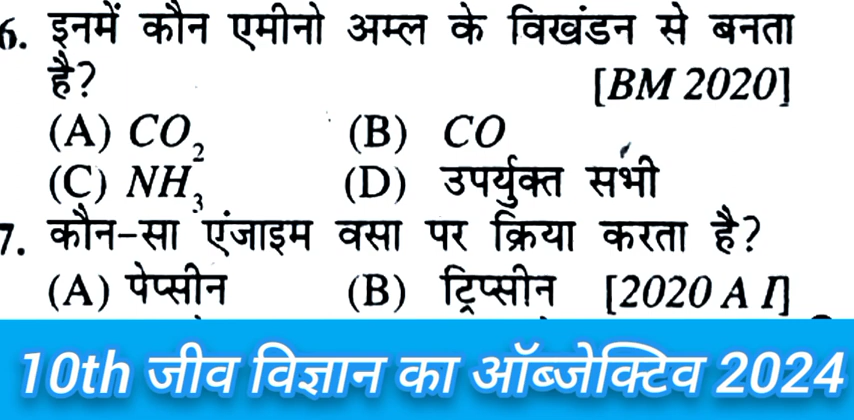 6. इनमें कौन एमीनो अम्ल के विखंडन से बनता
है? [BM 2020]
(A) CO₂ (B) CO
(C) NH₃ (D) उपर्युक्त सभी
7. कौन-सा एंजाइम वसा पर क्रिया करता है?
(A) पेप्सीन (B) ट्रिप्सीन [2020 A I]
10th जीव विज्ञान का ऑब्जेक्टिव 2024